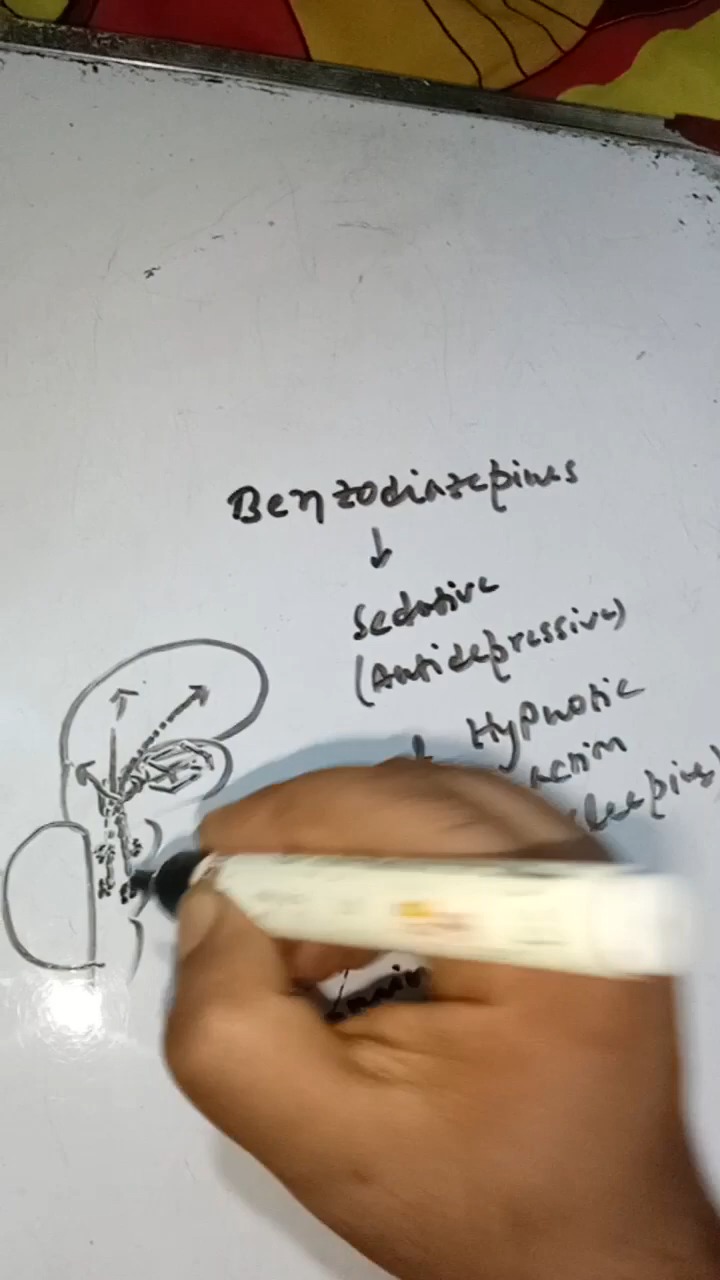 Benzodiazepines
Sedative
(Antidepressive)
Hypnotic
action